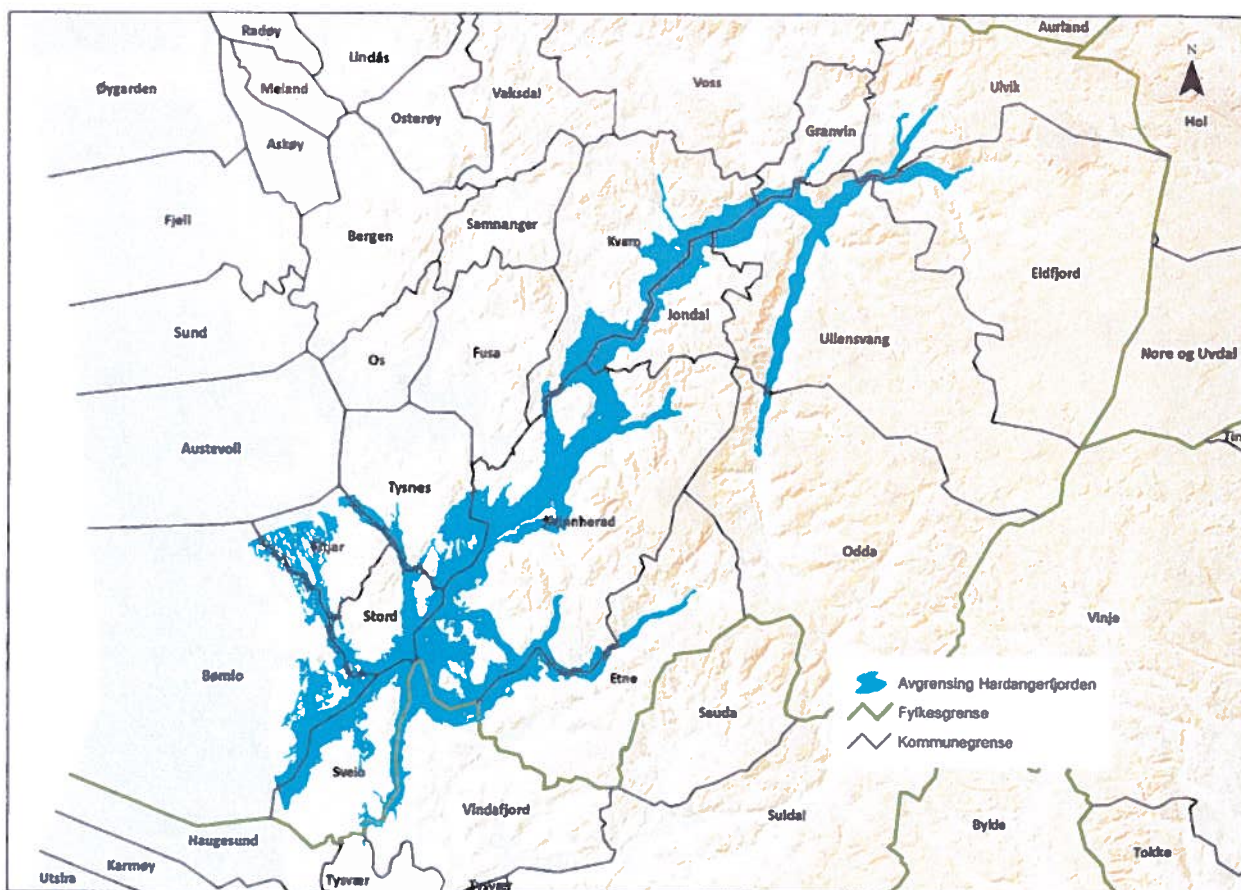 Radøy
Lindås
Aurland
N
Øygarden
Meland
Vaksdal
Voss
Ulvik
Osterøy
Hol
Askøy
Granvin
Fjell
Bergen
Samnanger
Kvam
Eidfjord
Sund
Jondal
Ullensvang
Os
Fusa
Nore og Uvdal
Austevoll
Tysnes
Kvinnherad
Fitjar
Odda
Stord
Vinje
Bømlo
Etne
Avgrensing Hardangerfjorden
Sauda
Fylkesgrense
Kommunegrense
Sveio
Vindafjord
Suldal
Bykle
Haugesund
Karmøy
Tokke
Utsira
Tysvær